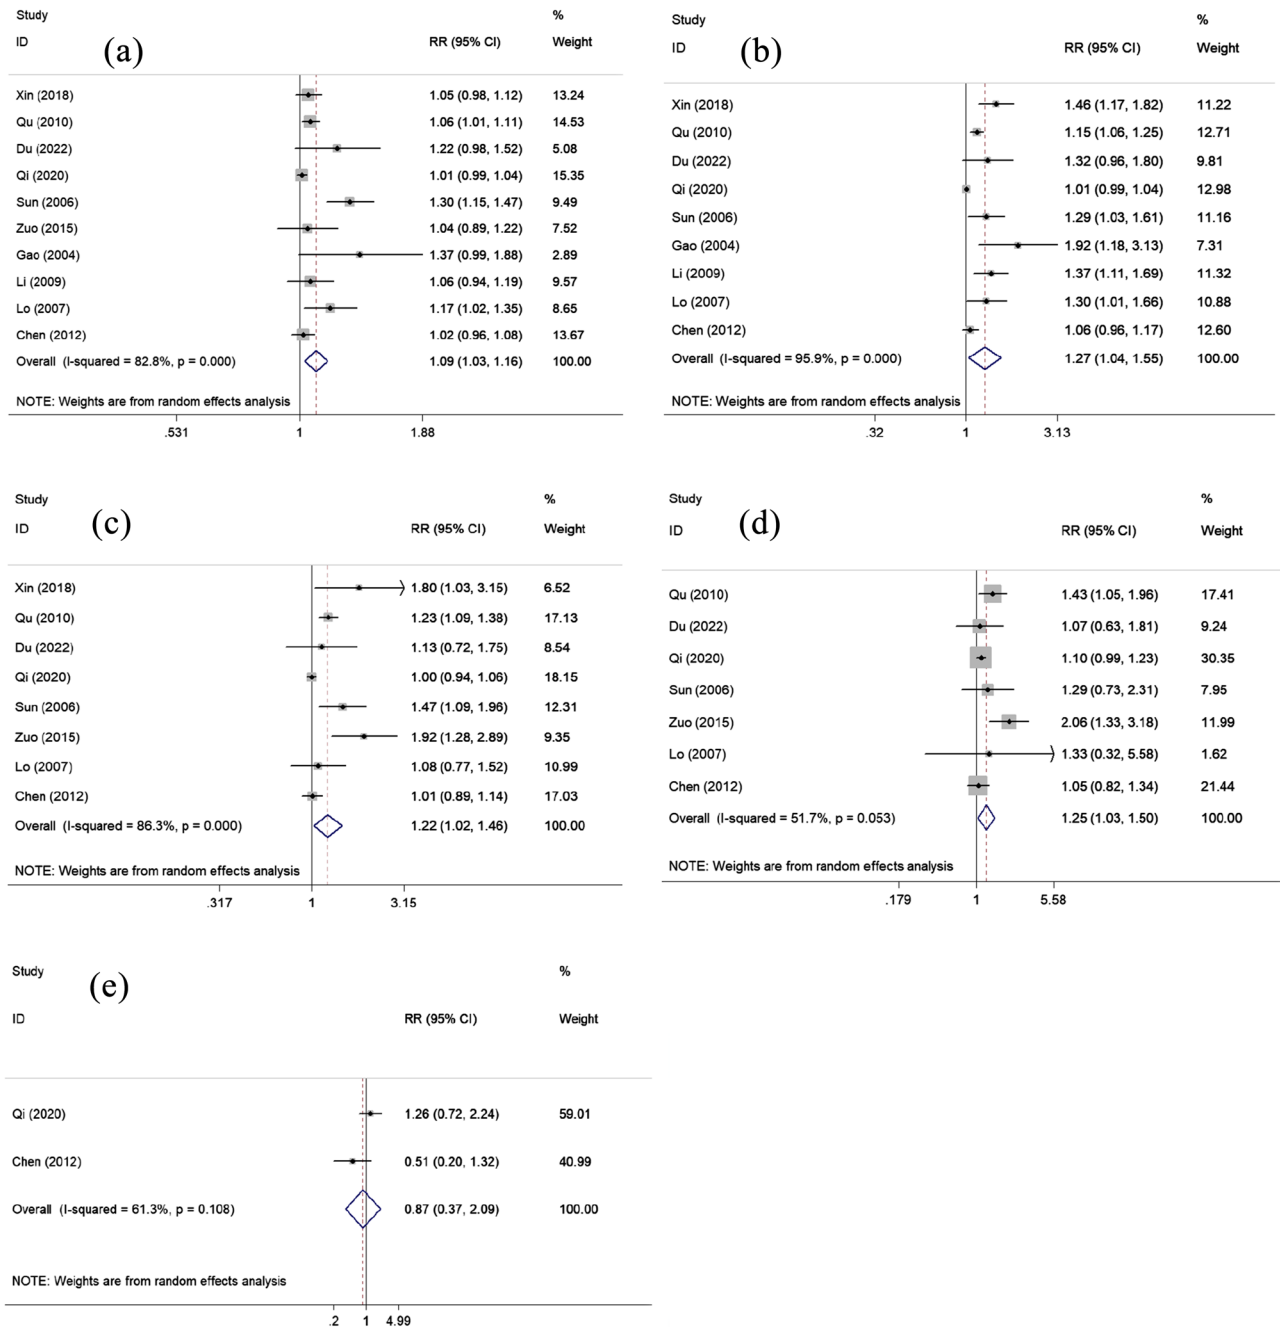 Study %
ID (a) RR (95% CI) Weight
Xin (2018) 1.05 (0.98, 1.12) 13.24
Qu (2010) 1.06 (1.01, 1.11) 14.53
Du (2022) 1.22 (0.98, 1.52) 5.08
Qi (2020) 1.01 (0.99, 1.04) 15.35
Sun (2006) 1.30 (1.15, 1.47) 9.49
Zuo (2015) 1.04 (0.89, 1.22) 7.52
Gao (2004) 1.37 (0.99, 1.88) 2.89
Li (2009) 1.06 (0.94, 1.19) 9.57
Lo (2007) 1.17 (1.02, 1.35) 8.65
Chen (2012) 1.02 (0.96, 1.08) 13.67
Overall (I-squared = 82.8%, p = 0.000) 1.09 (1.03, 1.16) 100.00
NOTE: Weights are from random effects analysis
.531 1 1.88
Study %
ID (b) RR (95% CI) Weight
Xin (2018) 1.46 (1.17, 1.82) 11.22
Qu (2010) 1.15 (1.06, 1.25) 12.71
Du (2022) 1.32 (0.96, 1.80) 9.81
Qi (2020) 1.01 (0.99, 1.04) 12.98
Sun (2006) 1.29 (1.03, 1.61) 11.16
Gao (2004) 1.92 (1.18, 3.13) 7.31
Li (2009) 1.37 (1.11, 1.69) 11.32
Lo (2007) 1.30 (1.01, 1.66) 10.88
Chen (2012) 1.06 (0.96, 1.17) 12.60
Overall (I-squared = 95.9%, p = 0.000) 1.27 (1.04, 1.55) 100.00
NOTE: Weights are from random effects analysis
.32 1 3.13
Study %
ID (c) RR (95% CI) Weight
Xin (2018) 1.80 (1.03, 3.15) 6.52
Qu (2010) 1.23 (1.09, 1.38) 17.13
Du (2022) 1.13 (0.72, 1.75) 8.54
Qi (2020) 1.00 (0.94, 1.06) 18.15
Sun (2006) 1.47 (1.09, 1.96) 12.31
Zuo (2015) 1.92 (1.28, 2.89) 9.35
Lo (2007) 1.08 (0.77, 1.52) 10.99
Chen (2012) 1.01 (0.89, 1.14) 17.03
Overall (I-squared = 86.3%, p = 0.000) 1.22 (1.02, 1.46) 100.00
NOTE: Weights are from random effects analysis
.317 1 3.15
Study %
ID (d) RR (95% CI) Weight
Qu (2010) 1.43 (1.05, 1.96) 17.41
Du (2022) 1.07 (0.63, 1.81) 9.24
Qi (2020) 1.10 (0.99, 1.23) 30.35
Sun (2006) 1.29 (0.73, 2.31) 7.95
Zuo (2015) 2.06 (1.33, 3.18) 11.99
Lo (2007) 1.33 (0.32, 5.58) 1.62
Chen (2012) 1.05 (0.82, 1.34) 21.44
Overall (I-squared = 51.7%, p = 0.053) 1.25 (1.03, 1.50) 100.00
NOTE: Weights are from random effects analysis
.179 1 5.58
Study %
(e)
ID RR (95% CI) Weight
Qi (2020) 1.26 (0.72, 2.24) 59.01
Chen (2012) 0.51 (0.20, 1.32) 40.99
Overall (I-squared = 61.3%, p = 0.108) 0.87 (0.37, 2.09) 100.00
NOTE: Weights are from random effects analysis
.2 1 4.99